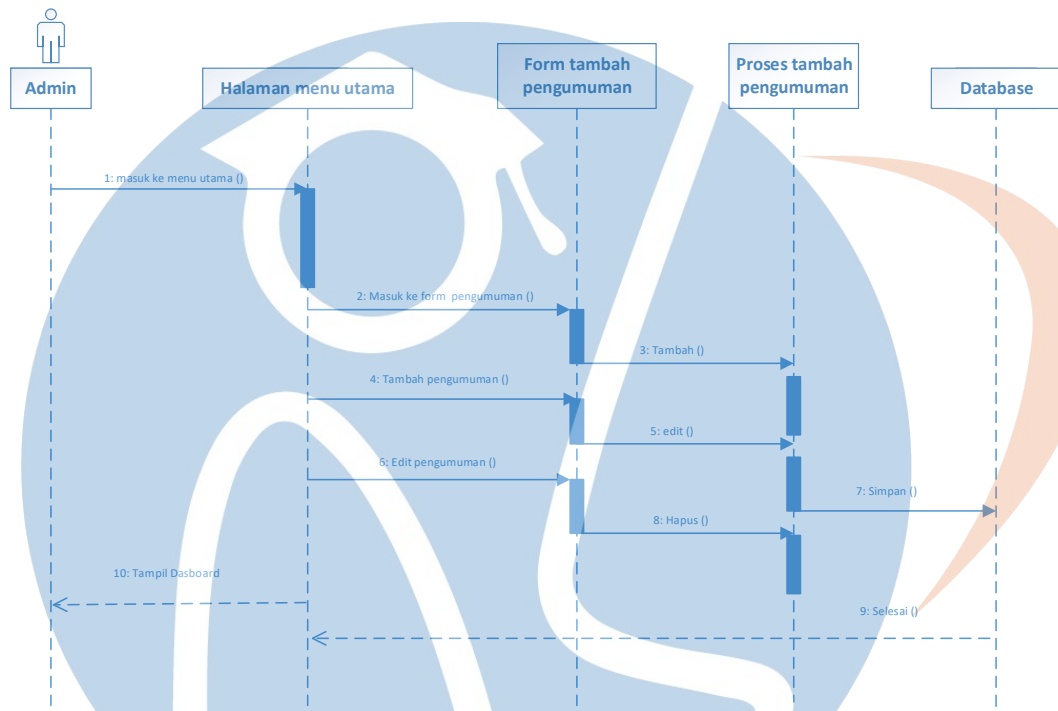 Admin
Halaman menu utama
Form tambah
pengumuman
Proses tambah
pengumuman
Database
1: masuk ke menu utama ()
2: Masuk ke form pengumuman ()
3: Tambah ()
4: Tambah pengumuman ()
5: edit ()
6: Edit pengumuman ()
7: Simpan ()
8: Hapus ()
10: Tampil Dasboard
9: Selesai ()